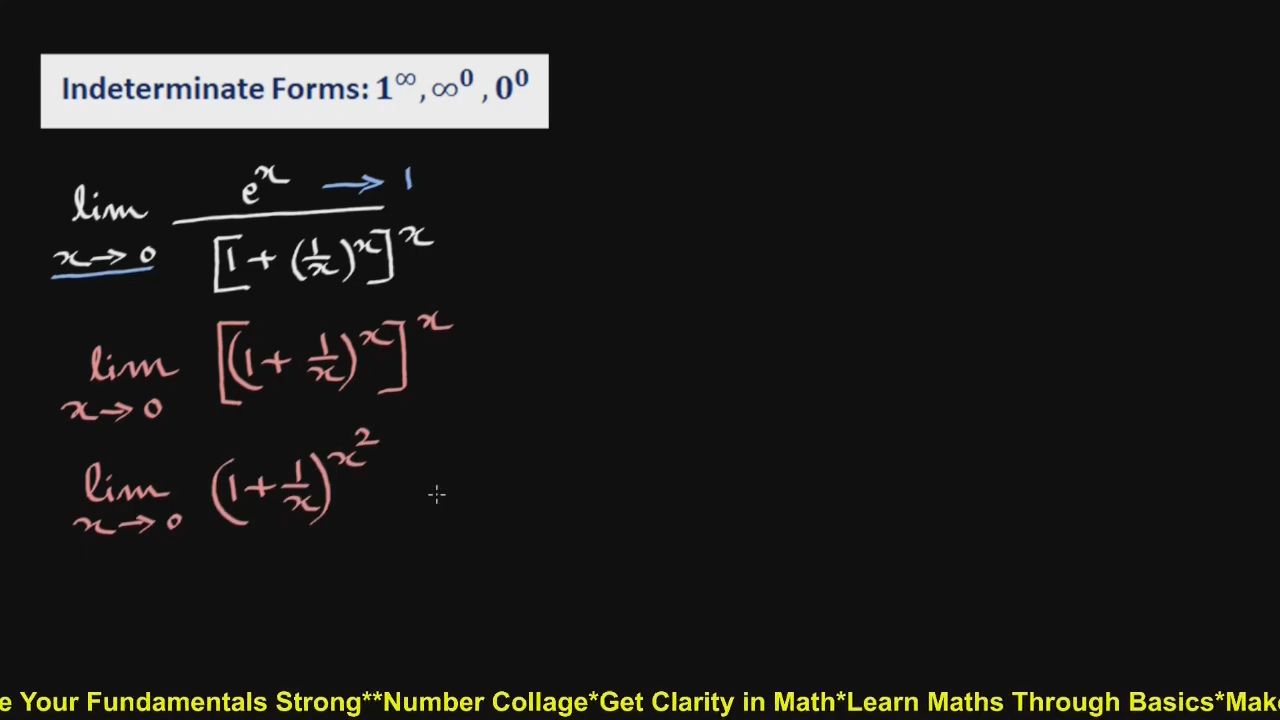 Indeterminate Forms: 1^∞, ∞^0, 0^0
lim x→0 e^x / [1 + (1/x)^x]^x → 1
lim x→0 [(1 + 1/x)^x]^x
lim x→0 (1 + 1/x)^x^2
e Your Fundamentals Strong**Number Collage*Get Clarity in Math*Learn Maths Through Basics*Mak